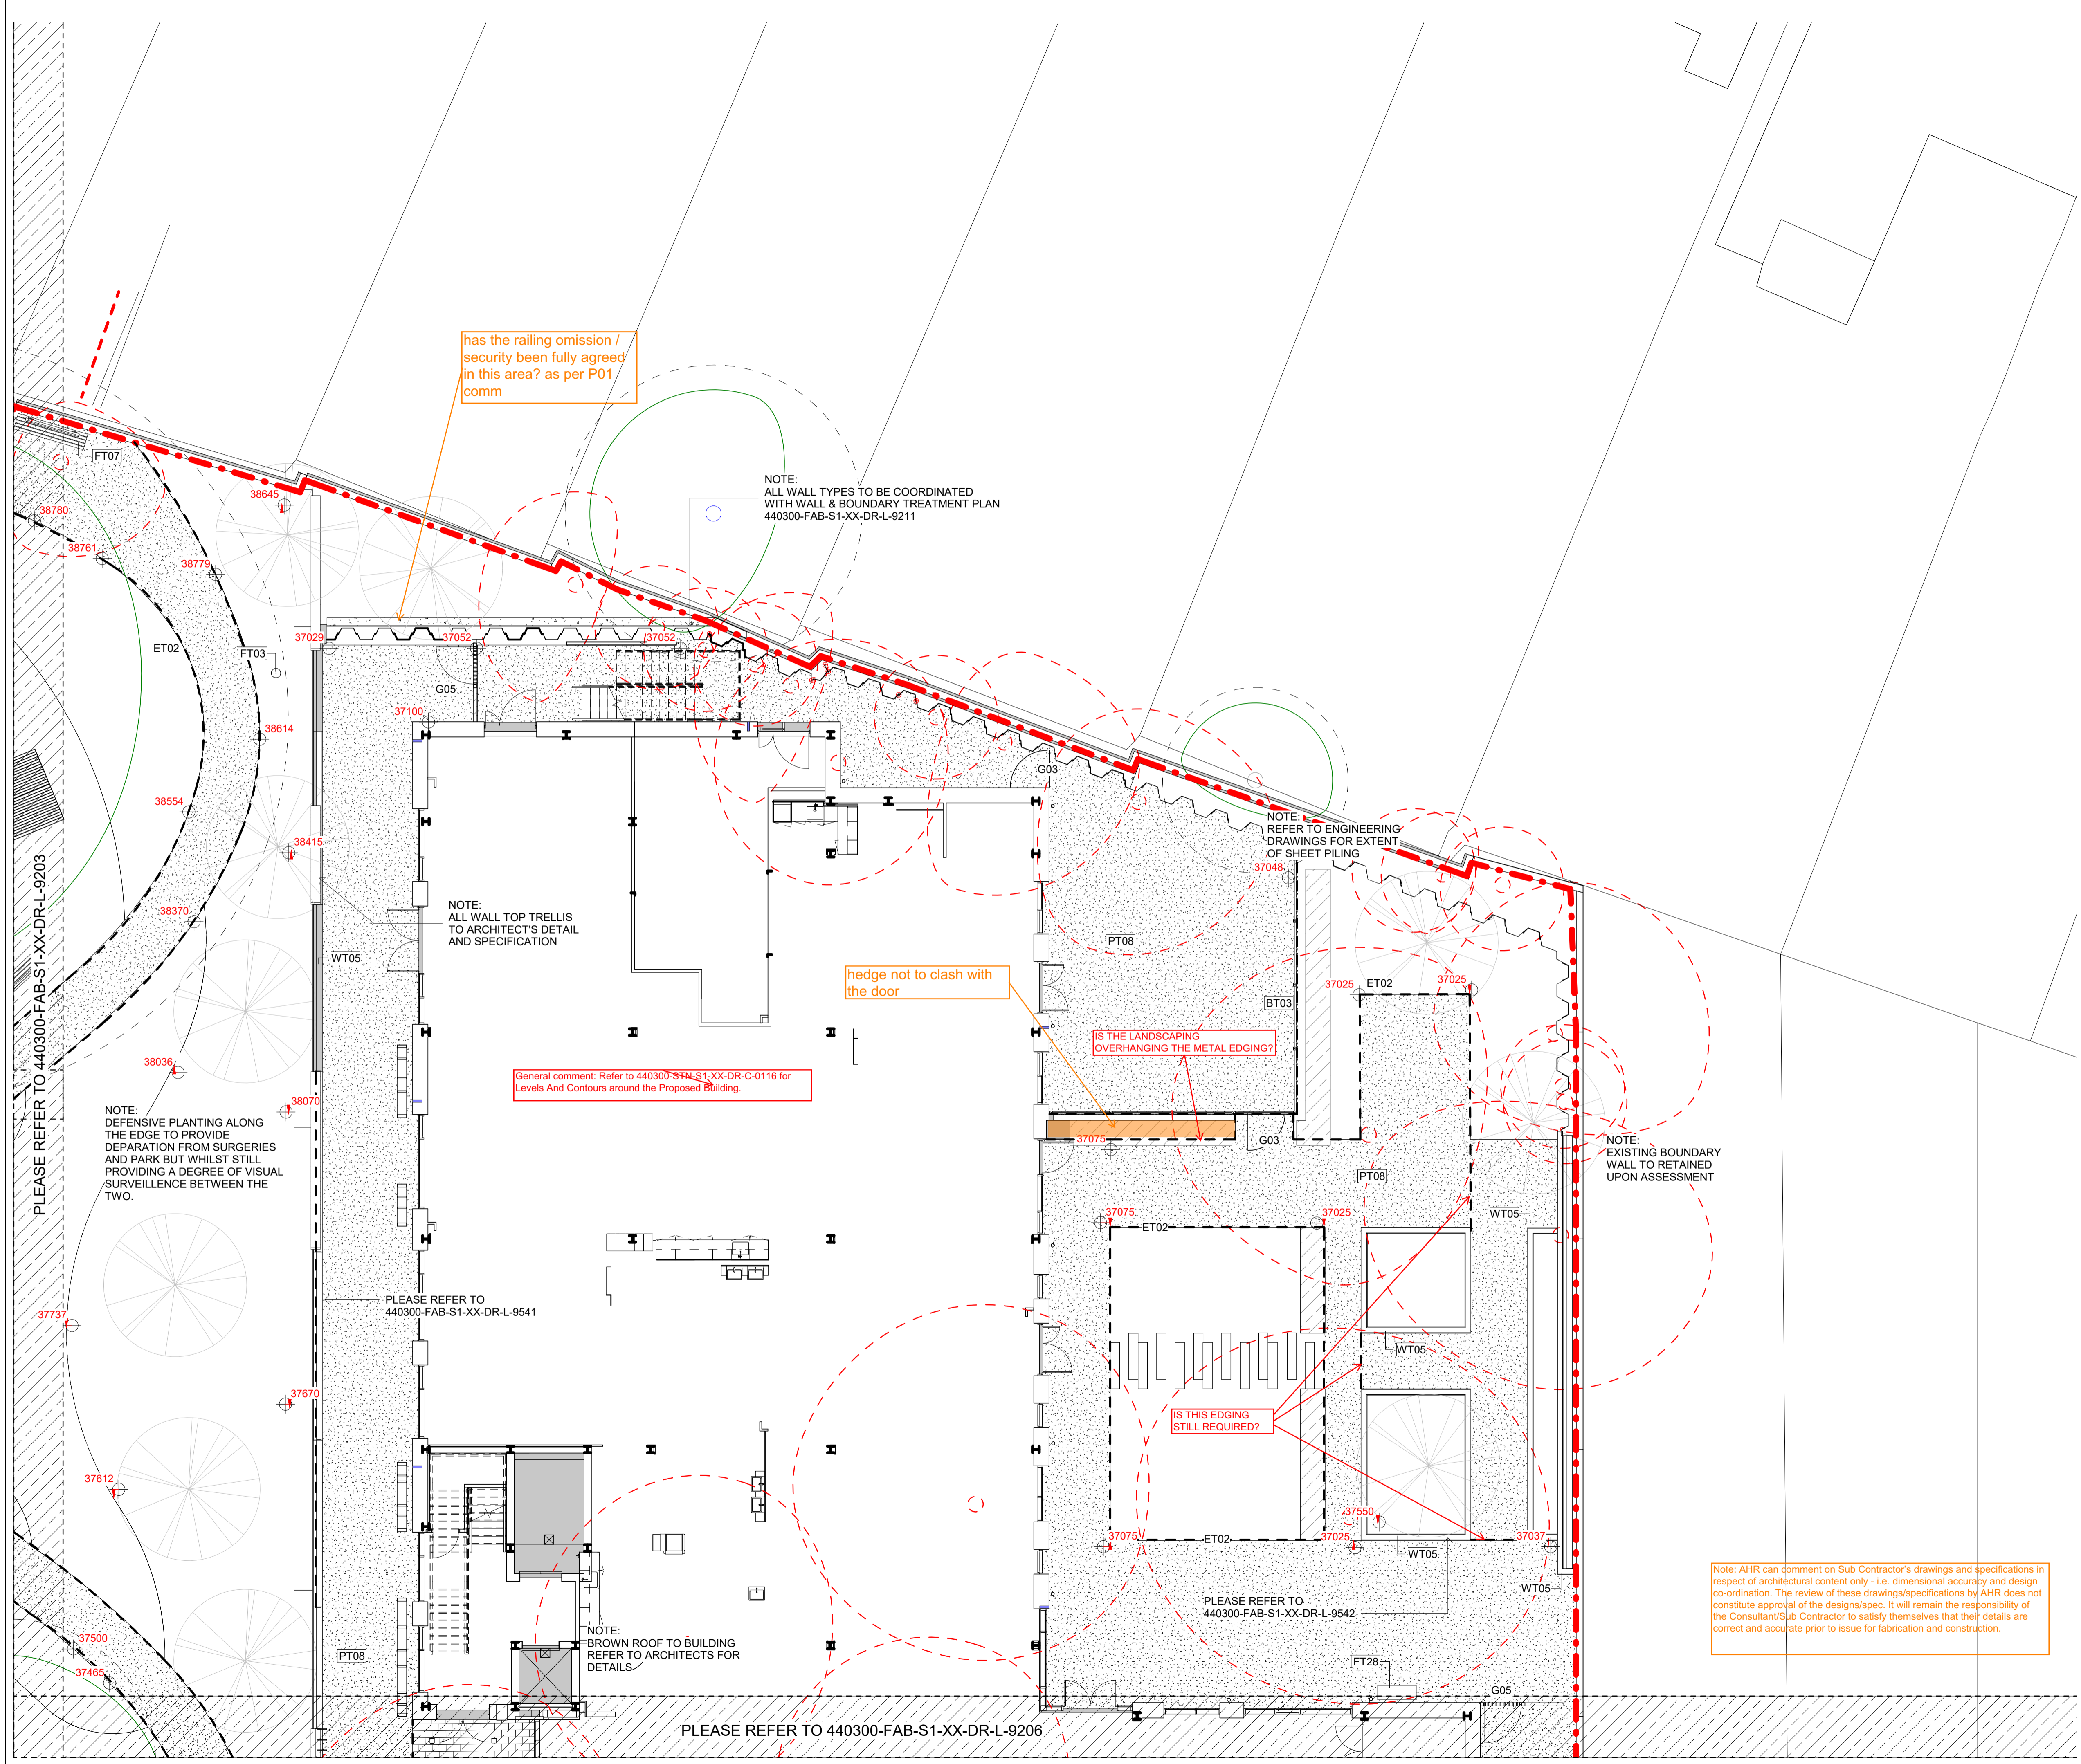 has the railing omission /
security been fully agreed
in this area? as per P01
comm
NOTE:
ALL WALL TYPES TO BE COORDINATED
WITH WALL & BOUNDARY TREATMENT PLAN
440300-FAB-S1-XX-DR-L-9211
FT07
38645
38780
38761
38779
ET02
FT03
37029
37052
37052
G05
37100
38614
G03
38554
38415
NOTE:
REFER TO ENGINEERING
DRAWINGS FOR EXTENT
OF SHEET PILING
37048
38370
NOTE:
ALL WALL TOP TRELLIS
TO ARCHITECT'S DETAIL
AND SPECIFICATION
WT05
PT08
hedge not to clash with
the door
37025
ET02
37025
BT03
PLEASE REFER TO 440300-FAB-S1-XX-DR-L-9203
IS THE LANDSCAPING
OVERHANGING THE METAL EDGING?
38036
General comment: Refer to 440300-STN-S1-XX-DR-C-0116 for
Levels And Contours around the Proposed Building.
38070
NOTE:
DEFENSIVE PLANTING ALONG
THE EDGE TO PROVIDE
DEPARATION FROM SURGERIES
AND PARK BUT WHILST STILL
PROVIDING A DEGREE OF VISUAL
SURVEILLENCE BETWEEN THE
TWO.
37075
G03
NOTE:
EXISTING BOUNDARY
WALL TO RETAINED
UPON ASSESSMENT
PT08
37075
ET02
37025
WT05
PLEASE REFER TO
440300-FAB-S1-XX-DR-L-9541
37737
WT05
37670
IS THIS EDGING
STILL REQUIRED?
37612
37550
37075
ET02
37025
37037
WT05
WT05
Note: AHR can comment on Sub Contractor's drawings and specifications in
respect of architectural content only - i.e. dimensional accuracy and design
co-ordination. The review of these drawings/specifications by AHR does not
constitute approval of the designs/spec. It will remain the responsibility of
the Consultant/Sub Contractor to satisfy themselves that their details are
correct and accurate prior to issue for fabrication and construction.
PLEASE REFER TO
440300-FAB-S1-XX-DR-L-9542
37500
NOTE:
BROWN ROOF TO BUILDING
REFER TO ARCHITECTS FOR
DETAILS
PT08
37465
FT28
G05
PLEASE REFER TO 440300-FAB-S1-XX-DR-L-9206